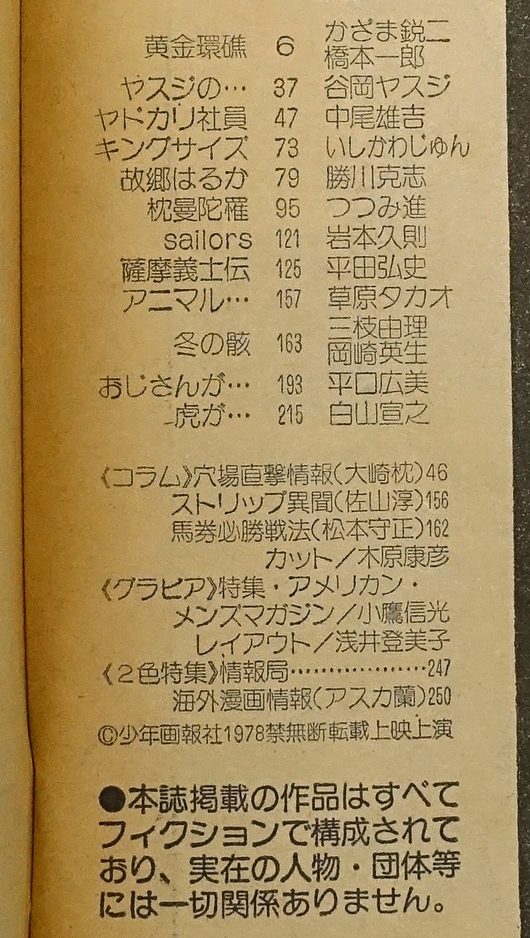 黄金環礁 6 かざま鋭二
橋本一郎
ヤスジの… 37 谷岡ヤスジ
ヤドカリ社員 47 中尾雄吉
キングサイズ 73 いしかわじゅん
故郷はるか 79 勝川克志
枕曼陀羅 95 つつみ進
sailors 121 岩本久則
薩摩義士伝 125 平田弘史
アニマル… 157 草原タカオ
冬の骸 163 三枝由理
岡崎英生
おじさんが… 193 平口広美
虎が… 215 白山宣之
《コラム》穴場直撃情報(大崎枕)46
ストリップ異聞(佐山淳)156
馬券必勝戦法(松本守正)162
カット／木原康彦
《グラビア》特集・アメリカン・
メンズマガジン／小鷹信光
レイアウト／浅井登美子
《2色特集》情報局………………247
海外漫画情報(アスカ蘭)250
©少年画報社1978禁無断転載上映上演
●本誌掲載の作品はすべて
フィクションで構成されて
おり、実在の人物・団体等
には一切関係ありません。